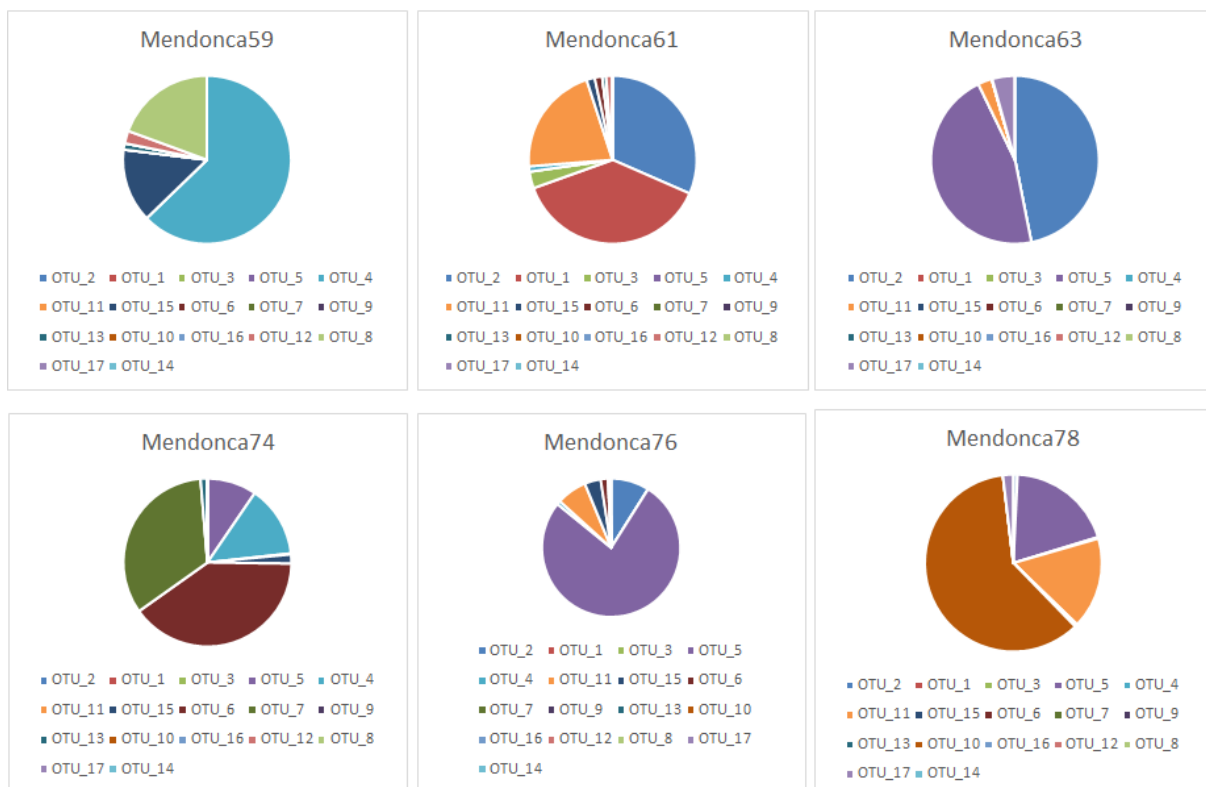 Mendonca59
OTU_2 OTU_1 OTU_3 OTU_5 OTU_4
OTU_11 OTU_15 OTU_6 OTU_7 OTU_9
OTU_13 OTU_10 OTU_16 OTU_12 OTU_8
OTU_17 OTU_14
Mendonca61
OTU_2 OTU_1 OTU_3 OTU_5 OTU_4
OTU_11 OTU_15 OTU_6 OTU_7 OTU_9
OTU_13 OTU_10 OTU_16 OTU_12 OTU_8
OTU_17 OTU_14
Mendonca63
OTU_2 OTU_1 OTU_3 OTU_5 OTU_4
OTU_11 OTU_15 OTU_6 OTU_7 OTU_9
OTU_13 OTU_10 OTU_16 OTU_12 OTU_8
OTU_17 OTU_14
Mendonca74
OTU_2 OTU_1 OTU_3 OTU_5 OTU_4
OTU_11 OTU_15 OTU_6 OTU_7 OTU_9
OTU_13 OTU_10 OTU_16 OTU_12 OTU_8
OTU_17 OTU_14
Mendonca76
OTU_2 OTU_1 OTU_3 OTU_5
OTU_4 OTU_11 OTU_15 OTU_6
OTU_7 OTU_9 OTU_13 OTU_10
OTU_16 OTU_12 OTU_8 OTU_17
OTU_14
Mendonca78
OTU_2 OTU_1 OTU_3 OTU_5 OTU_4
OTU_11 OTU_15 OTU_6 OTU_7 OTU_9
OTU_13 OTU_10 OTU_16 OTU_12 OTU_8
OTU_17 OTU_14